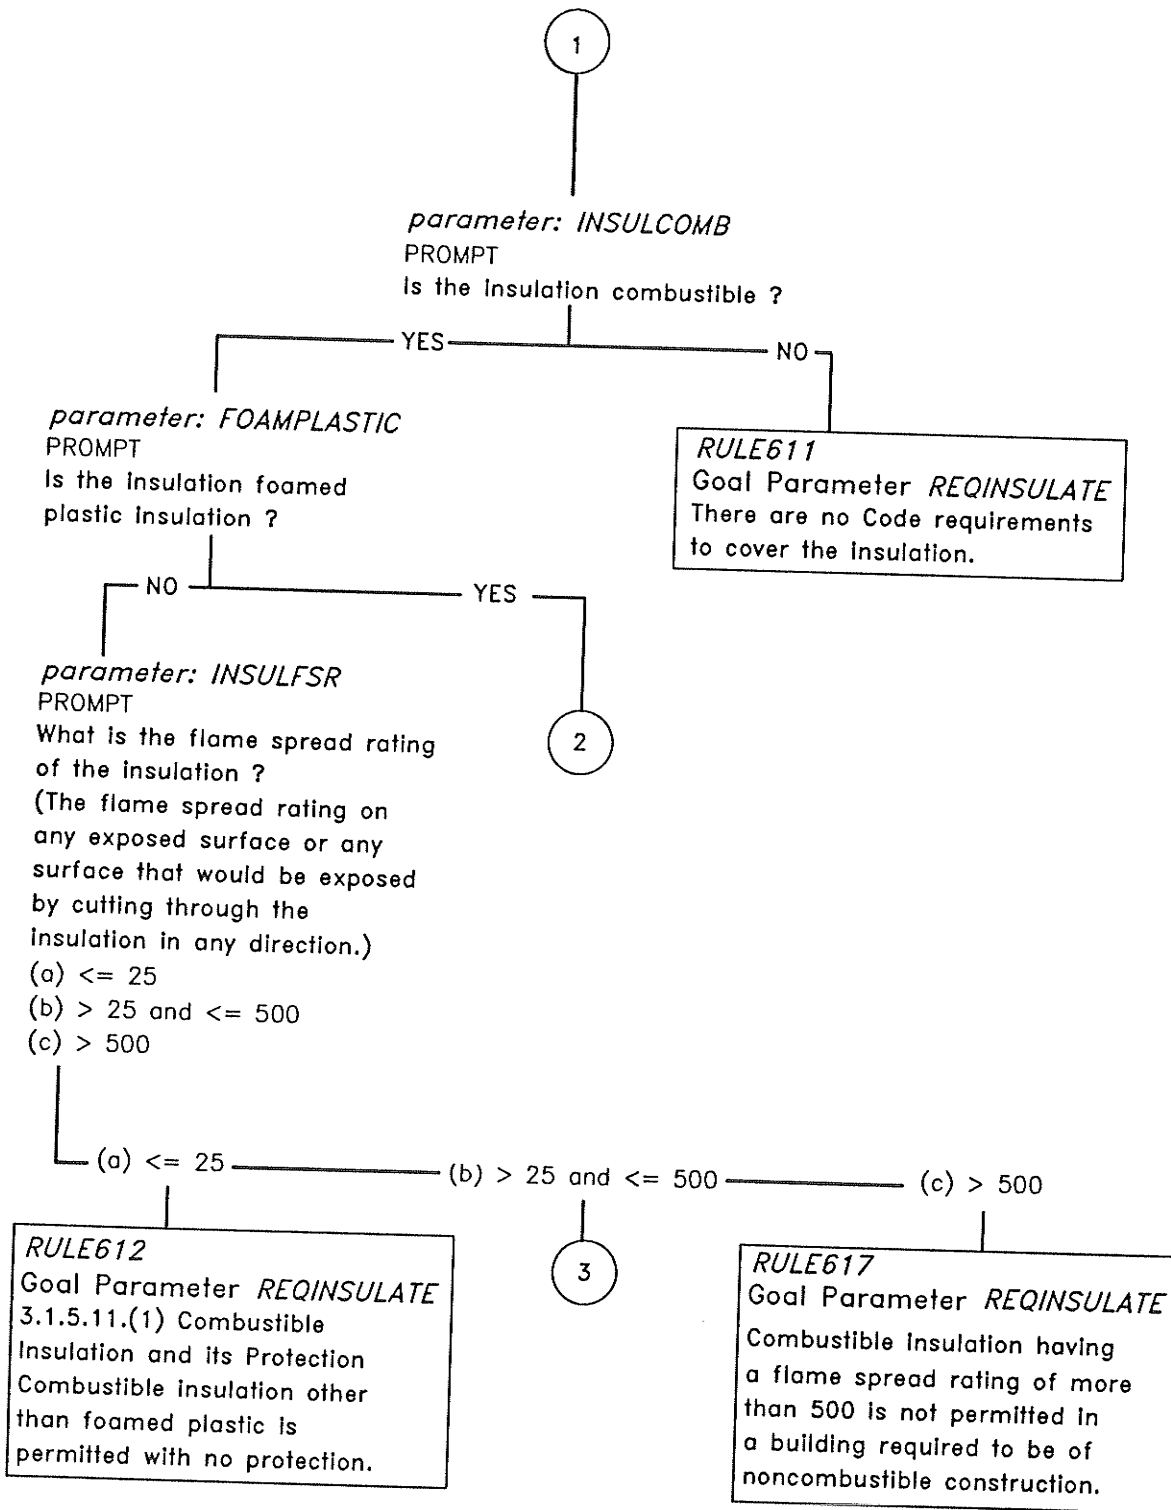 1
parameter: INSULCOMB
PROMPT
Is the insulation combustible ?
YES
NO
parameter: FOAMPLASTIC
PROMPT
Is the insulation foamed
plastic insulation ?
RULE611
Goal Parameter REQINSULATE
There are no Code requirements
to cover the insulation.
NO
YES
parameter: INSULFSR
PROMPT
What is the flame spread rating
of the insulation ?
(The flame spread rating on
any exposed surface or any
surface that would be exposed
by cutting through the
insulation in any direction.)
(a) <= 25
(b) > 25 and <= 500
(c) > 500
2
(a) <= 25
(b) > 25 and <= 500
(c) > 500
RULE612
Goal Parameter REQINSULATE
3.1.5.11.(1) Combustible
Insulation and its Protection
Combustible insulation other
than foamed plastic is
permitted with no protection.
3
RULE617
Goal Parameter REQINSULATE
Combustible insulation having
a flame spread rating of more
than 500 is not permitted in
a building required to be of
noncombustible construction.